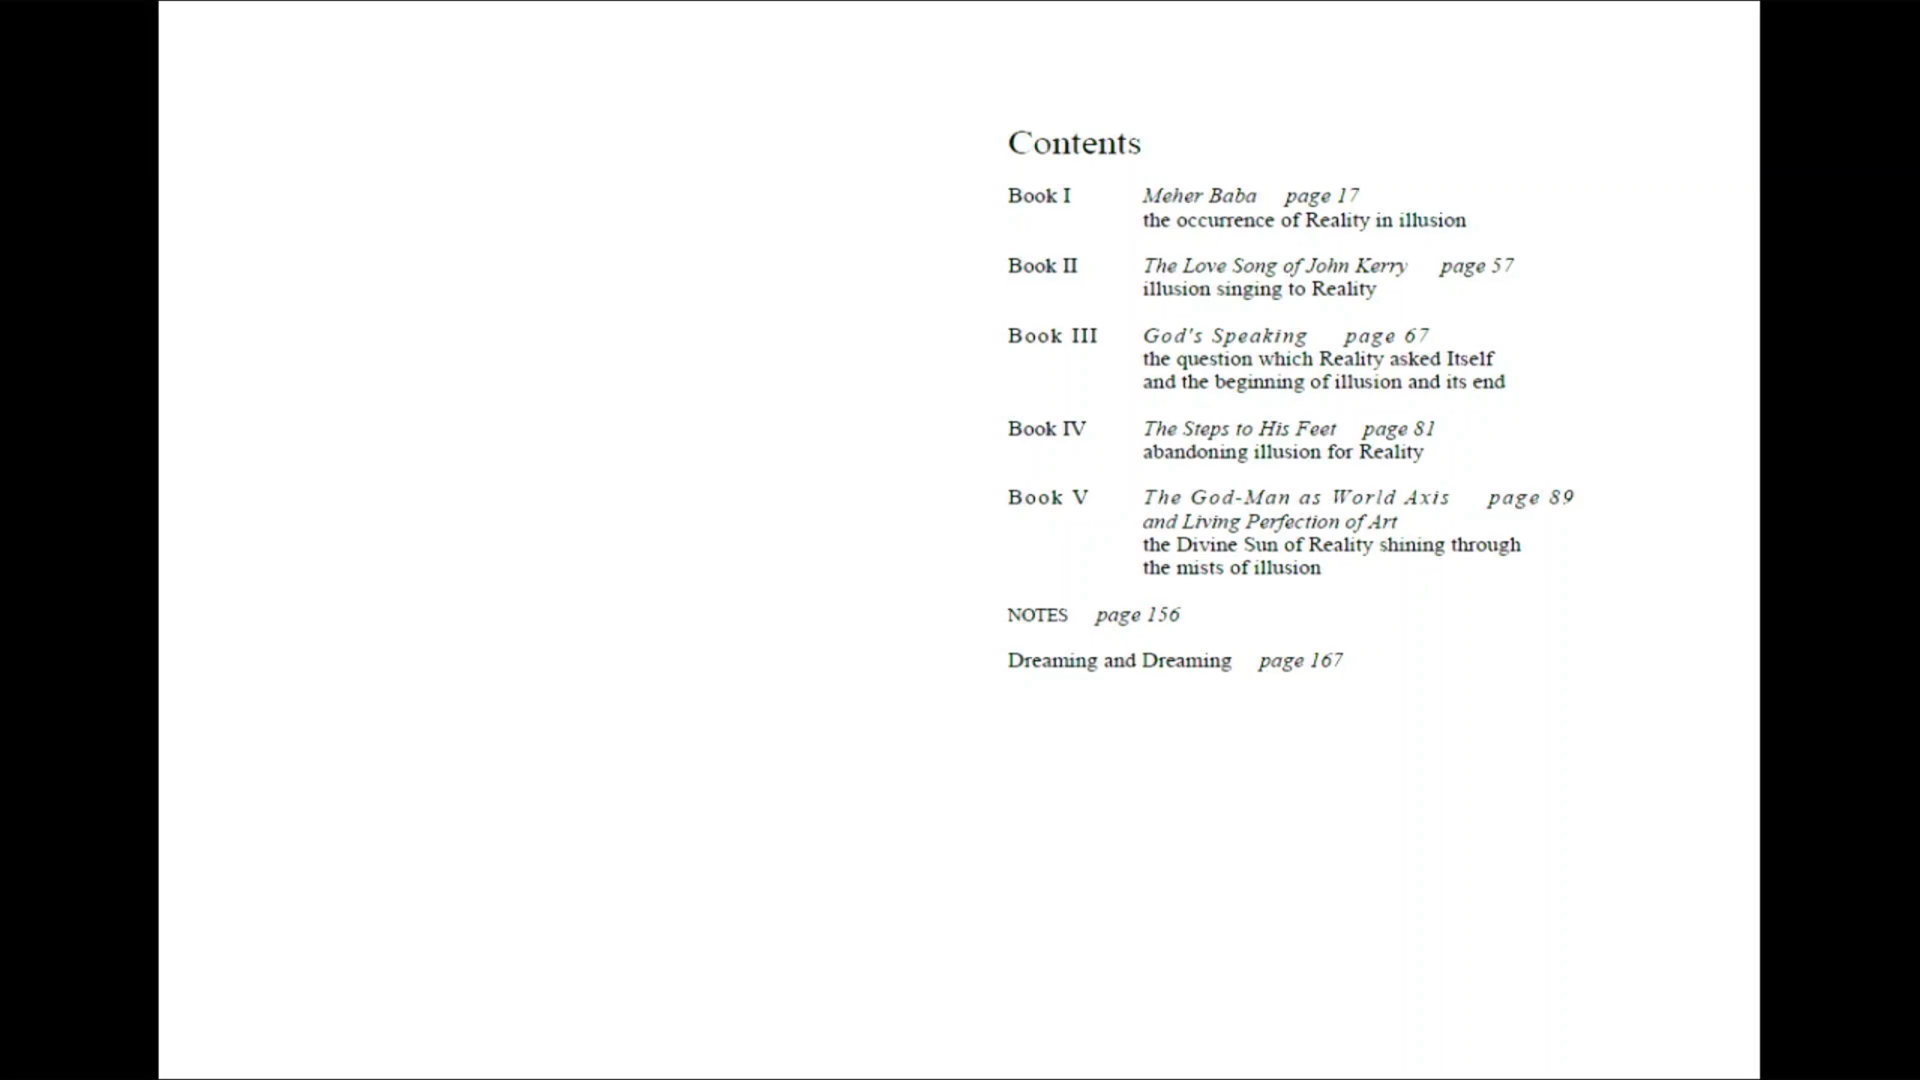 Contents
Book I Meher Baba page 17
the occurrence of Reality in illusion
Book II The Love Song of John Kerry page 57
illusion singing to Reality
Book III God's Speaking page 67
the question which Reality asked Itself
and the beginning of illusion and its end
Book IV The Steps to His Feet page 81
abandoning illusion for Reality
Book V The God-Man as World Axis page 89
and Living Perfection of Art
the Divine Sun of Reality shining through
the mists of illusion
NOTES page 156
Dreaming and Dreaming page 167